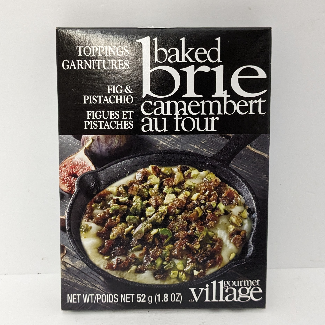 TOPPINGS
GARNITURES
FIG &
PISTACHIO
FIGUES ET
PISTACHES
baked
brie
camembert
au four
NET WT/POIDS NET 52 g (1.8 OZ)
gourmet
village